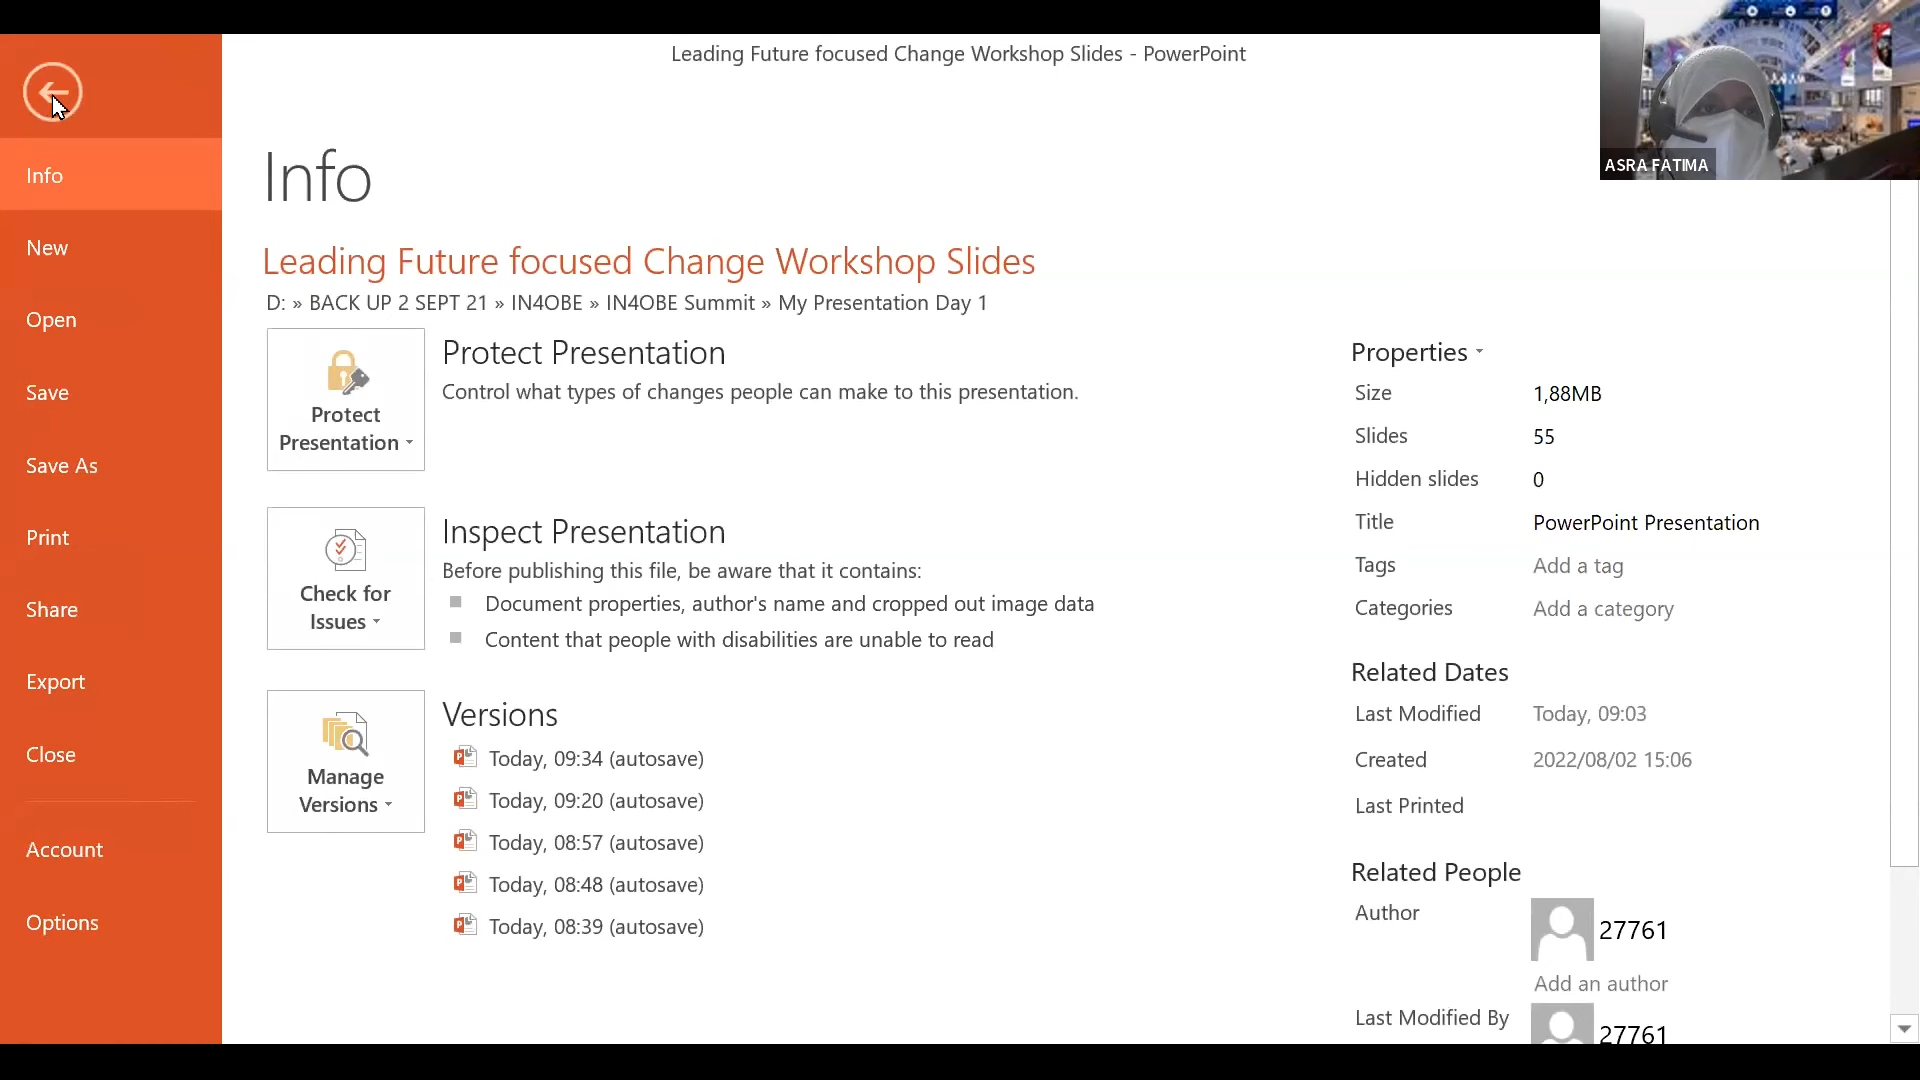 Leading Future focused Change Workshop Slides - PowerPoint
ASRA FATIMA
Info
New
Open
Save
Save As
Print
Share
Export
Close
Account
Options
Info
Leading Future focused Change Workshop Slides
D: » BACK UP 2 SEPT 21 » IN4OBE » IN4OBE Summit » My Presentation Day 1
Protect
Presentation
Protect Presentation
Control what types of changes people can make to this presentation.
Check for
Issues
Inspect Presentation
Before publishing this file, be aware that it contains:
Document properties, author's name and cropped out image data
Content that people with disabilities are unable to read
Manage
Versions
Versions
Today, 09:34 (autosave)
Today, 09:20 (autosave)
Today, 08:57 (autosave)
Today, 08:48 (autosave)
Today, 08:39 (autosave)
Properties
Size 1,88MB
Slides 55
Hidden slides 0
Title PowerPoint Presentation
Tags Add a tag
Categories Add a category
Related Dates
Last Modified Today, 09:03
Created 2022/08/02 15:06
Last Printed
Related People
Author 27761
Add an author
Last Modified By 27761